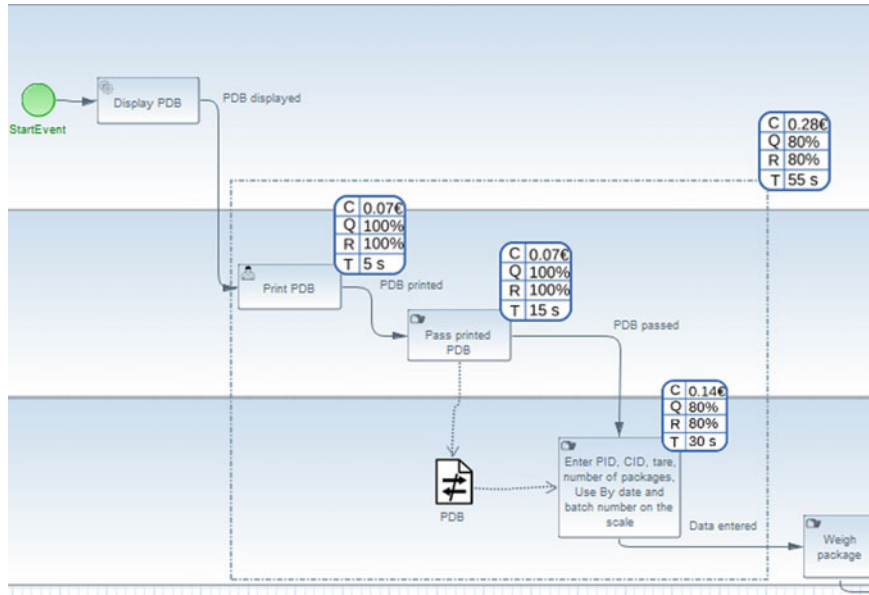 Display PDB
PDB displayed
StartEvent
C 0.28€
Q 80%
R 80%
T 55 s
C 0.07€
Q 100%
R 100%
T 5 s
Print PDB
PDB printed
C 0.07€
Q 100%
R 100%
T 15 s
Pass printed
PDB
PDB passed
C 0.14€
Q 80%
R 80%
T 30 s
Enter PID, CID, tare,
number of packages,
Use By date and
batch number on the
scale
PDB
Data entered
Weigh
package